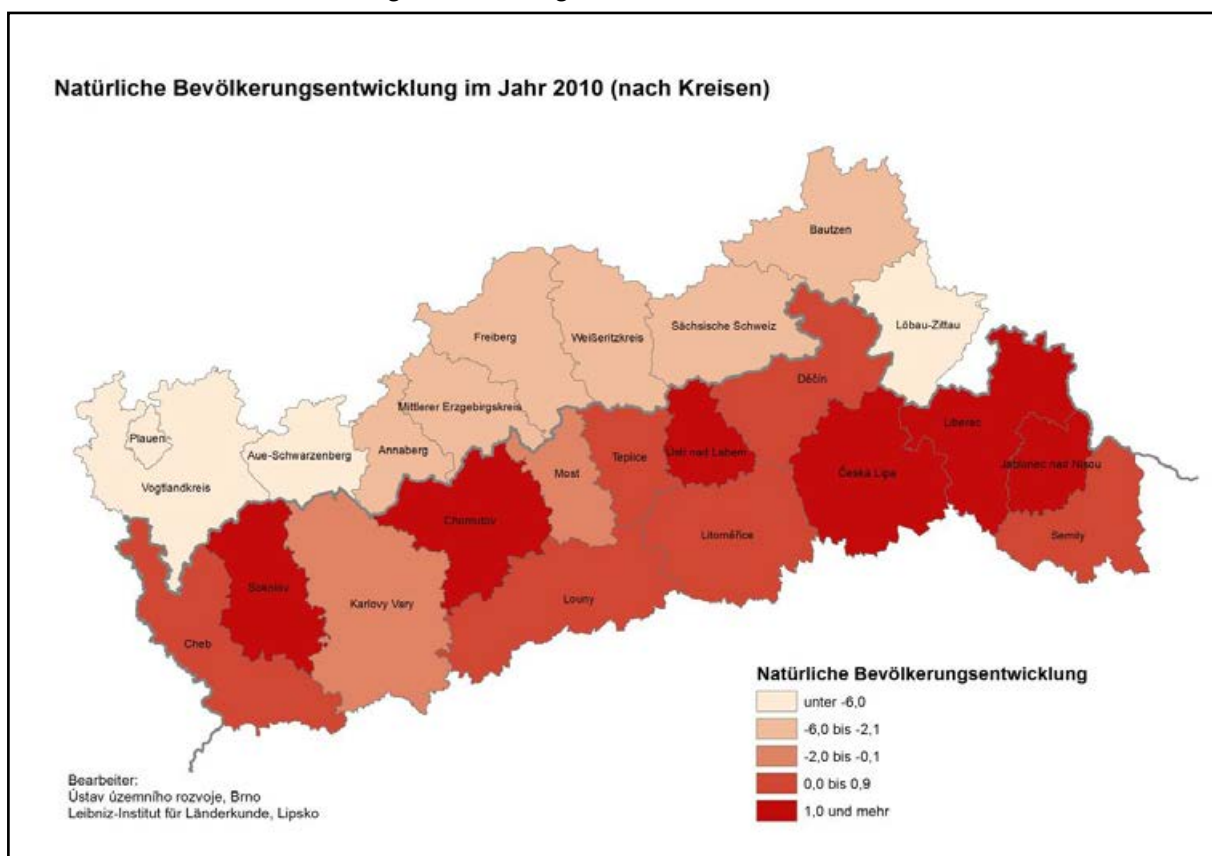 Natürliche Bevölkerungsentwicklung im Jahr 2010 (nach Kreisen)
Bautzen
Löbau-Zittau
Sächsische Schweiz
Freiberg
Weißeritzkreis
Děčín
Mittlerer Erzgebirgskreis
Liberec
Plauen
Annaberg
Aue-Schwarzenberg
Teplice
Ústí nad Labem
Most
Česká Lípa
Jablonec nad Nisou
Vogtlandkreis
Chomutov
Litoměřice
Semily
Sokolov
Karlovy Vary
Louny
Cheb
Natürliche Bevölkerungsentwicklung
unter -6,0
-6,0 bis -2,1
-2,0 bis -0,1
0,0 bis 0,9
1,0 und mehr
Bearbeiter:
Ústav územního rozvoje, Brno
Leibniz-Institut für Länderkunde, Lipsko